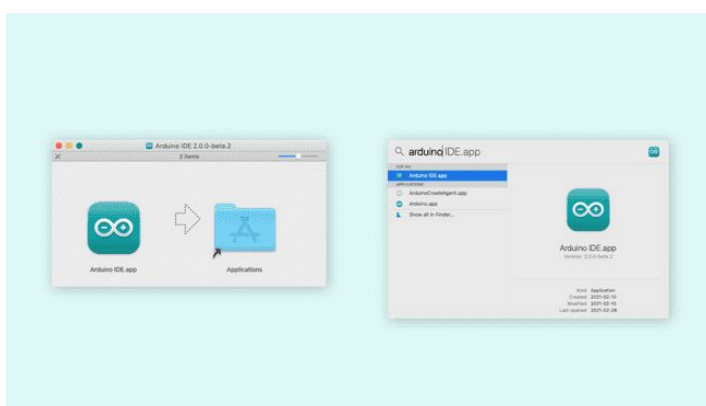 Arduino IDE 2.0.0-beta.2
2 items
Arduino IDE.app
Applications
arduino IDE.app
TOP HIT
Arduino IDE.app
APPLICATIONS
ArduinoCreateAgent.app
Arduino.app
Show all in Finder...
Arduino IDE.app
Version: 2.0.0-beta.2
Kind Application
Created 2021-02-10
Modified 2021-02-10
Last opened 2021-02-28